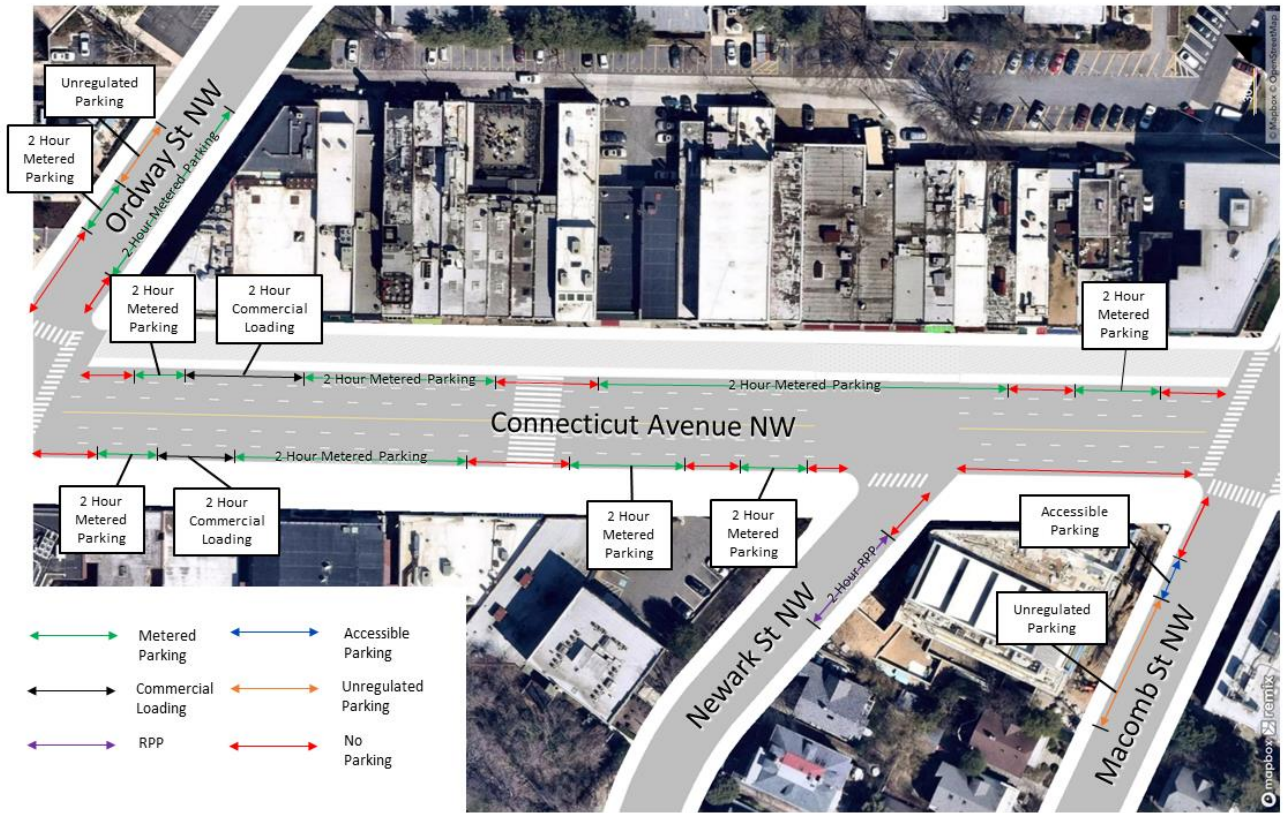 Unregulated
Parking
2 Hour
Metered
Parking
Ordway St NW
2-Hour Metered Parking
2 Hour
Metered
Parking
2 Hour
Commercial
Loading
2 Hour
Metered
Parking
2 Hour Metered Parking
2 Hour Metered Parking
Connecticut Avenue NW
2 Hour Metered Parking
2 Hour
Metered
Parking
2 Hour
Commercial
Loading
2 Hour
Metered
Parking
2 Hour
Metered
Parking
Accessible
Parking
2-Hour RPP
Unregulated
Parking
Newark St NW
Macomb St NW
Metered
Parking
Accessible
Parking
Commercial
Loading
Unregulated
Parking
RPP
No
Parking
© Mapbox © OpenStreetMap
mapbox remix